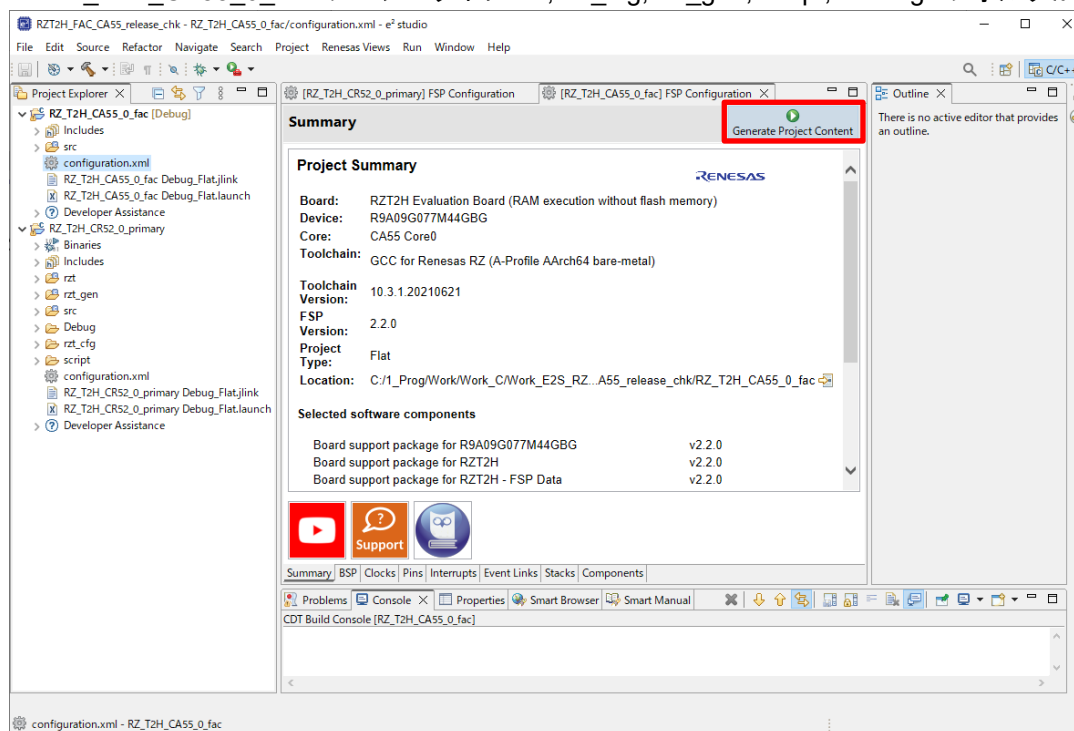 RZT2H_FAC_CA55_release_chk - RZ_T2H_CA55_0_fac/configuration.xml - e² studio
File Edit Source Refactor Navigate Search Project Renesas Views Run Window Help
C/C++
Project Explorer
[RZ_T2H_CR52_0_primary] FSP Configuration
[RZ_T2H_CA55_0_fac] FSP Configuration
Outline
RZ_T2H_CA55_0_fac [Debug]
Includes
src
configuration.xml
RZ_T2H_CA55_0_fac Debug_Flat.jlink
RZ_T2H_CA55_0_fac Debug_Flat.launch
Developer Assistance
RZ_T2H_CR52_0_primary
Binaries
Includes
rzt
rzt_gen
src
Debug
rzt_cfg
script
configuration.xml
RZ_T2H_CR52_0_primary Debug_Flat.jlink
RZ_T2H_CR52_0_primary Debug_Flat.launch
Developer Assistance
Summary
Generate Project Content
Project Summary
RENESAS
Board: RZT2H Evaluation Board (RAM execution without flash memory)
Device: R9A09G077M44GBG
Core: CA55 Core0
Toolchain: GCC for Renesas RZ (A-Profile AArch64 bare-metal)
Toolchain
Version: 10.3.1.20210621
FSP
Version: 2.2.0
Project
Type: Flat
Location: C:/1_Prog/Work/Work_C/Work_E2S_RZ...A55_release_chk/RZ_T2H_CA55_0_fac
Selected software components
Board support package for R9A09G077M44GBG v2.2.0
Board support package for RZT2H v2.2.0
Board support package for RZT2H - FSP Data v2.2.0
Support
Summary BSP Clocks Pins Interrupts Event Links Stacks Components
There is no active editor that provides
an outline.
Problems Console Properties Smart Browser Smart Manual
CDT Build Console [RZ_T2H_CA55_0_fac]
configuration.xml - RZ_T2H_CA55_0_fac